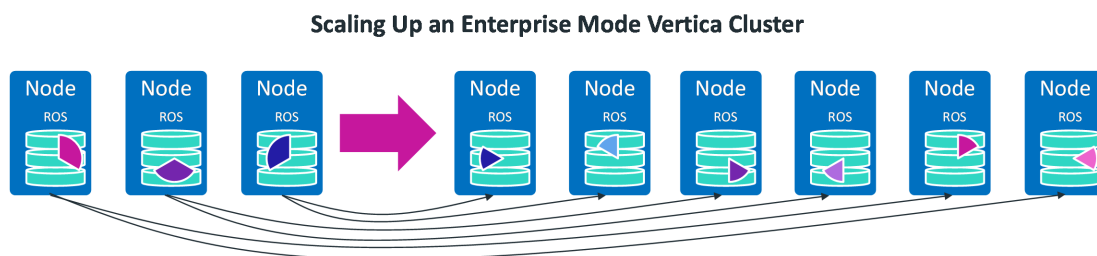 Scaling Up an Enterprise Mode Vertica Cluster
Node Node Node Node Node Node Node Node Node
ROS ROS ROS ROS ROS ROS ROS ROS ROS